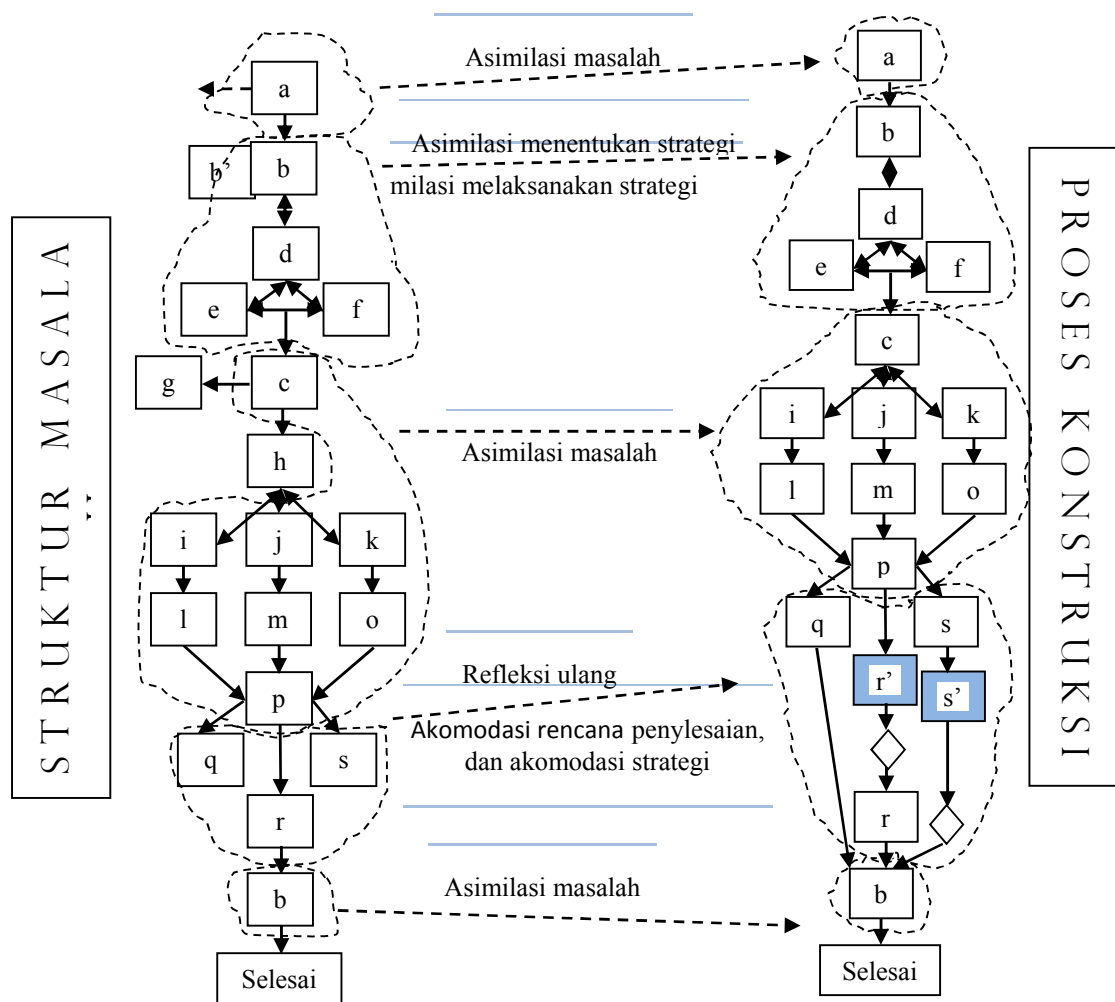 Asimilasi masalah
a
a
b
Asimilasi menentukan strategi
b’
b
milasi melaksanakan strategi
d
d
e
f
e
f
c
g
c
i
j
k
Asimilasi masalah
h
l
m
o
i
j
k
p
l
m
o
q
s
Refleksi ulang
r’
s’
p
Akomodasi rencana penylesaian,
dan akomodasi strategi
q
s
r
r
b
b
Asimilasi masalah
Selesai
Selesai
STRUKTUR MASALA
PROSES KONSTRUKSI